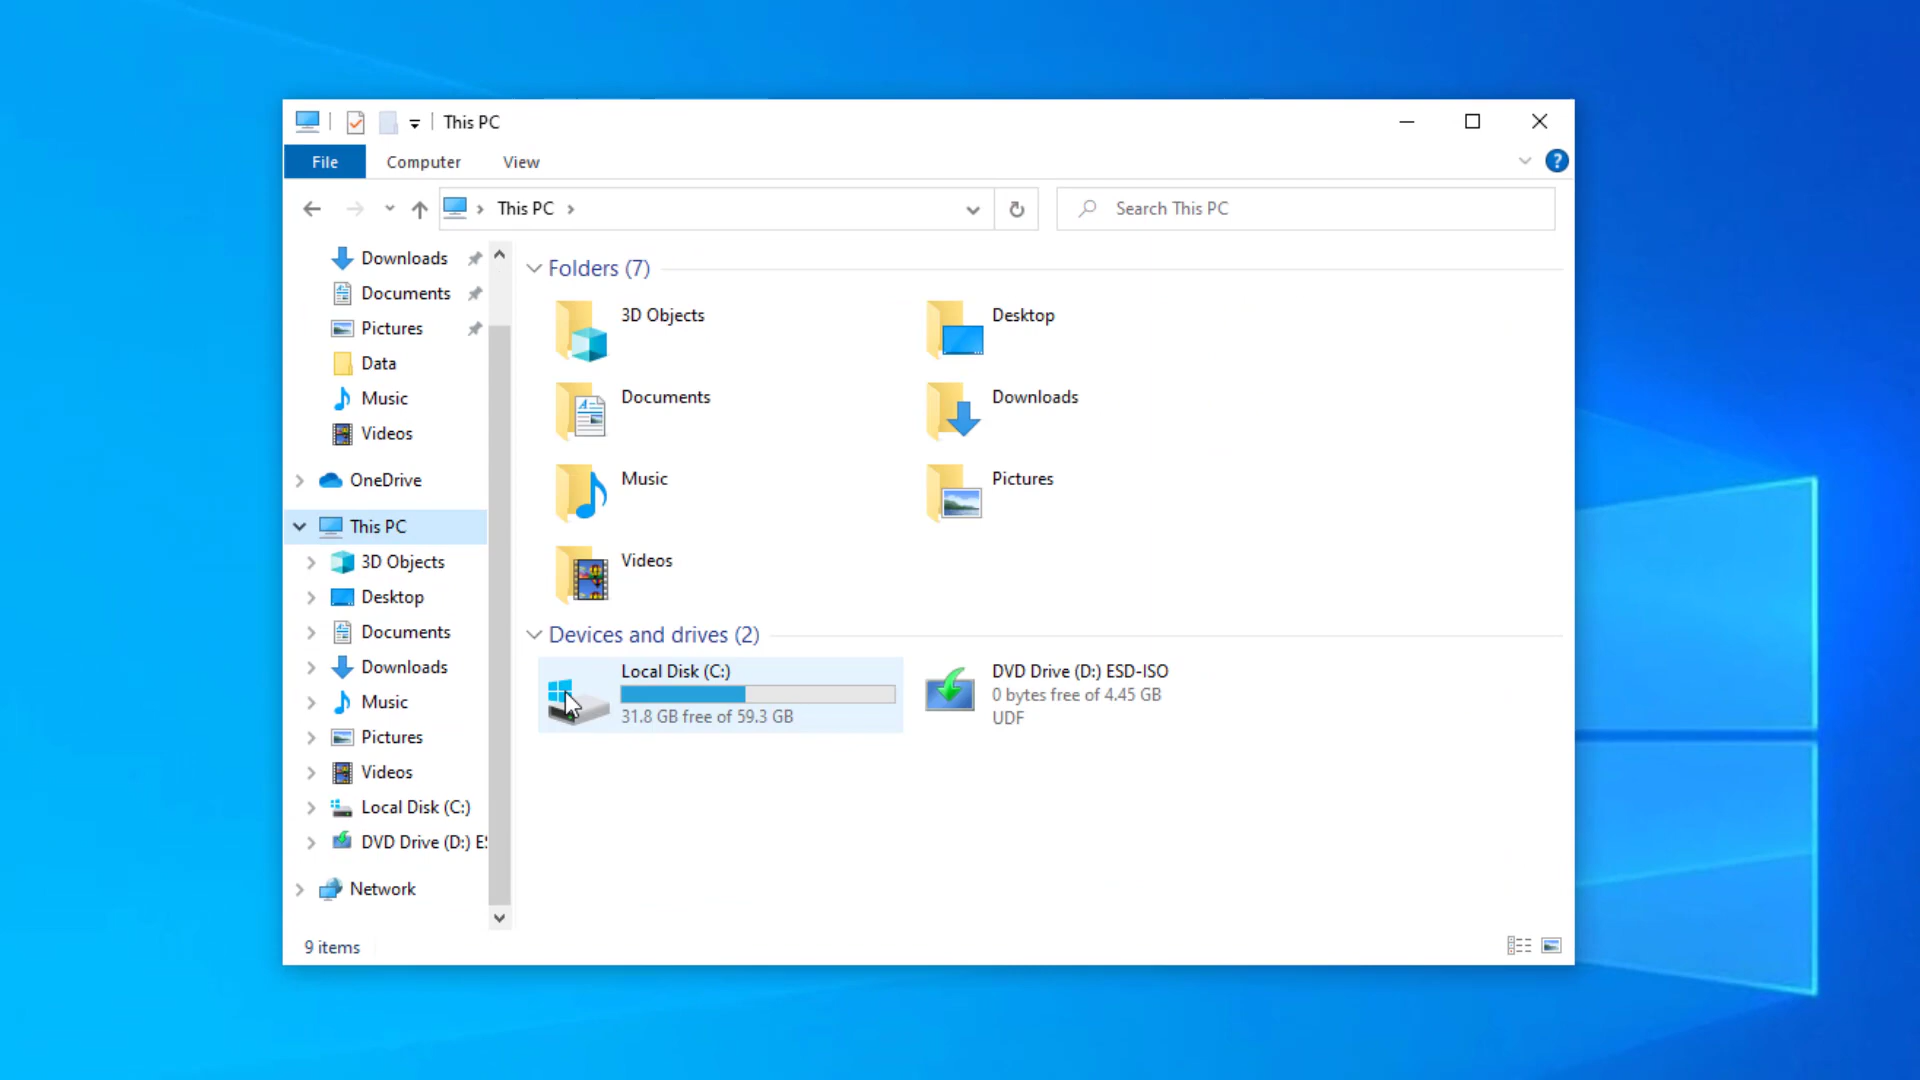 This PC
File
Computer
View
?
This PC
Search This PC
Downloads
Documents
Pictures
Data
Music
Videos
OneDrive
This PC
3D Objects
Desktop
Documents
Downloads
Music
Pictures
Videos
Local Disk (C:)
DVD Drive (D:) ES
Network
Folders (7)
3D Objects
Desktop
Documents
Downloads
Music
Pictures
Videos
Devices and drives (2)
Local Disk (C:)
31.8 GB free of 59.3 GB
DVD Drive (D:) ESD-ISO
0 bytes free of 4.45 GB
UDF
9 items